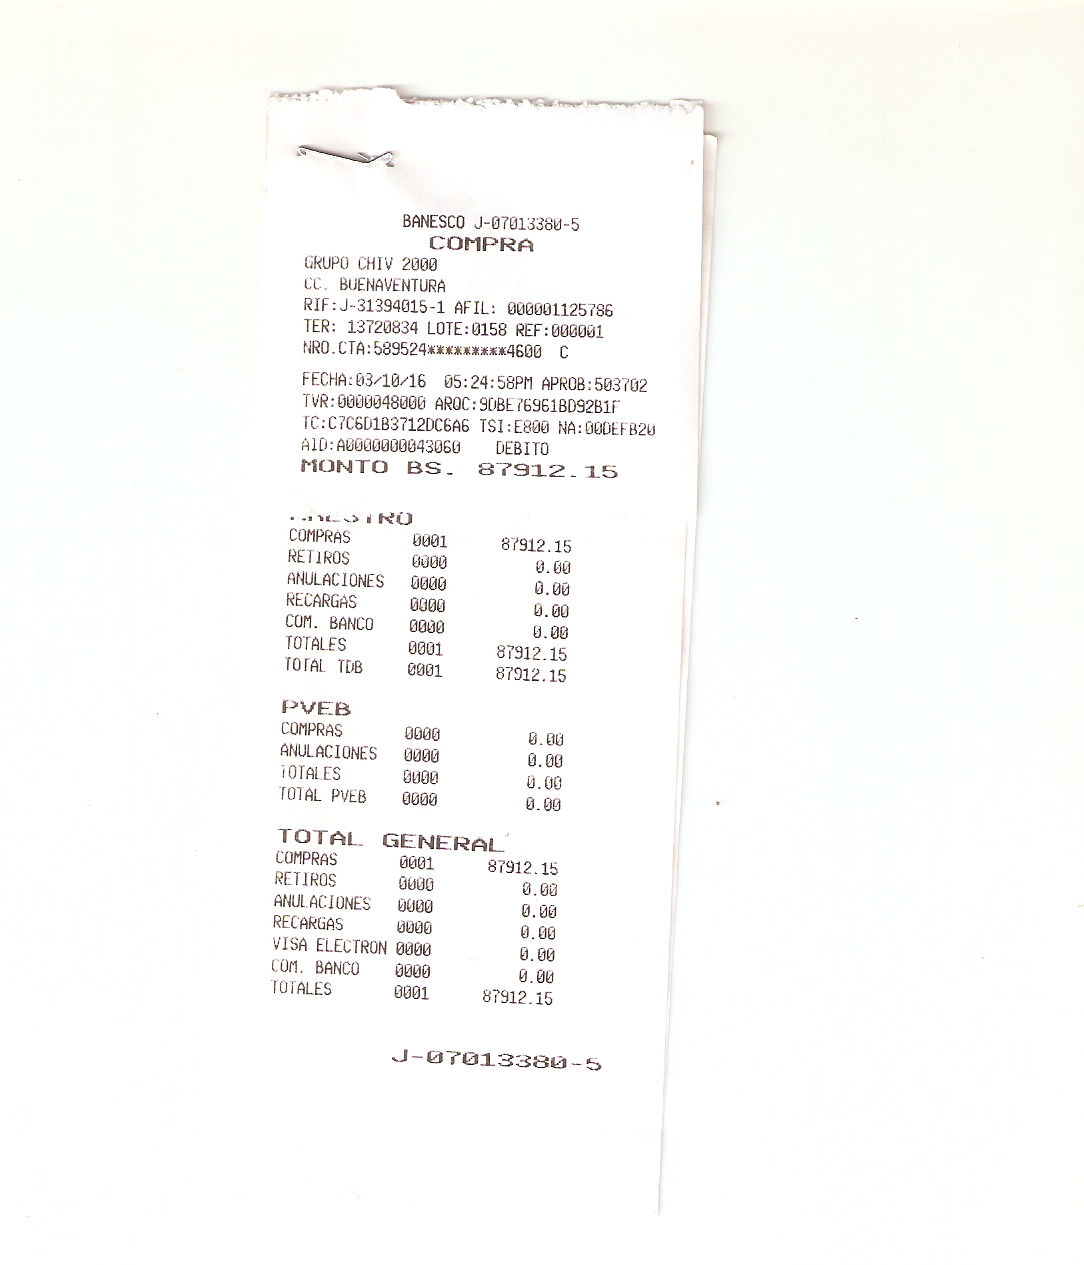 BANESCO J-07013380-5
COMPRA
GRUPO CHIV 2000
CC. BUENAVENTURA
RIF:J-31394015-1 AFIL: 000001125786
TER: 13720834 LOTE:0158 REF:000001
NRO.CTA:589524*********4600 C
FECHA:03/10/16 05:24:58PM APROB:503702
TVR:0000048000 ARQC:9DBE76961BD92B1F
TC:C7C6D1B3712DC6A6 TSI:E800 NA:00DEFB20
AID:A0000000043060 DEBITO
MONTO BS. 87912.15
COMPRAS 0001 87912.15
RETIROS 0000 0.00
ANULACIONES 0000 0.00
RECARGAS 0000 0.00
COM. BANCO 0000 0.00
TOTALES 0001 87912.15
TOTAL TDB 0001 87912.15
PVEB
COMPRAS 0000 0.00
ANULACIONES 0000 0.00
TOTALES 0000 0.00
TOTAL PVEB 0000 0.00
TOTAL GENERAL
COMPRAS 0001 87912.15
RETIROS 0000 0.00
ANULACIONES 0000 0.00
RECARGAS 0000 0.00
VISA ELECTRON 0000 0.00
COM. BANCO 0000 0.00
TOTALES 0001 87912.15
J-07013380-5